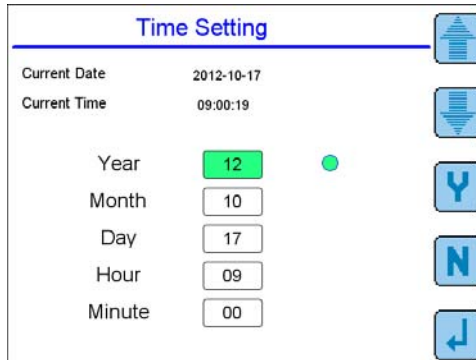 Time Setting
Current Date 2012-10-17
Current Time 09:00:19
Year 12
Month 10
Day 17
Hour 09
Minute 00
Y
N